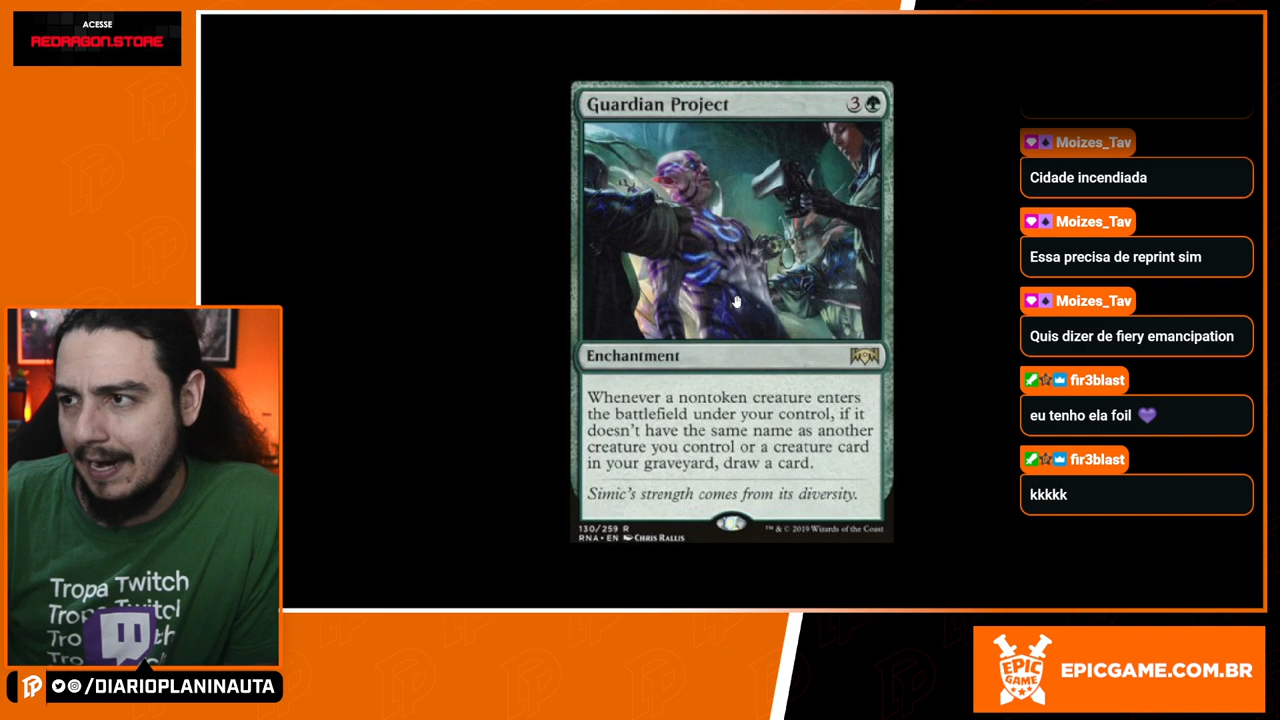 ACESSE
REDRAGON.STORE
Guardian Project
3
Enchantment
Whenever a nontoken creature enters
the battlefield under your control, if it
doesn't have the same name as another
creature you control or a creature card
in your graveyard, draw a card.
Simic's strength comes from its diversity.
130/259 R
RNA • EN Chris Rallis
™ & © 2019 Wizards of the Coast
Moizes_Tav
Cidade incendiada
Moizes_Tav
Essa precisa de reprint sim
Moizes_Tav
Quis dizer de fiery emancipation
fir3blast
eu tenho ela foil 💜
fir3blast
kkkkk
Tropa Twitch
Tropa Twitch
Tro
Tro
/DIARIOPLANINAUTA
EPIC
GAME
EPICGAME.COM.BR